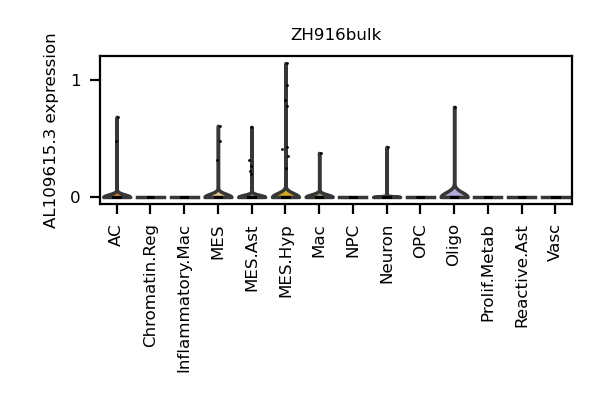 ZH916bulk
AL109615.3 expression
1
0
AC
Chromatin.Reg
Inflammatory.Mac
MES
MES.Ast
MES.Hyp
Mac
NPC
Neuron
OPC
Oligo
Prolif.Metab
Reactive.Ast
Vasc